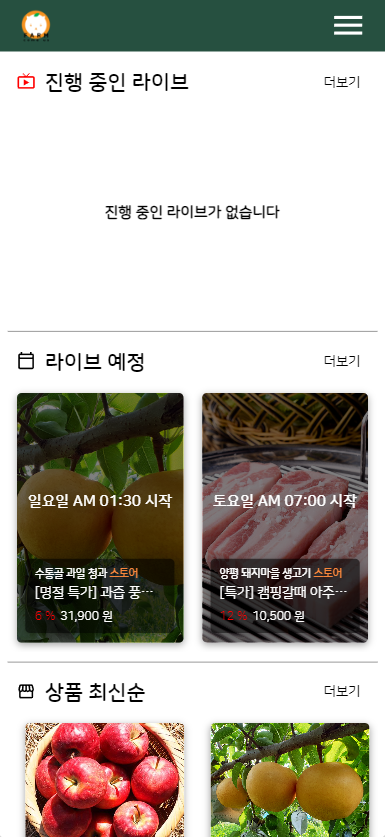 진행 중인 라이브
더보기
진행 중인 라이브가 없습니다
라이브 예정
더보기
일요일 AM 01:30 시작
수통골 과일 청과 스토어
[명절 특가] 과즙 풍···
6 % 31,900 원
토요일 AM 07:00 시작
양평 돼지마을 생고기 스토어
[특가] 캠핑갈때 아주···
12 % 10,500 원
상품 최신순
더보기